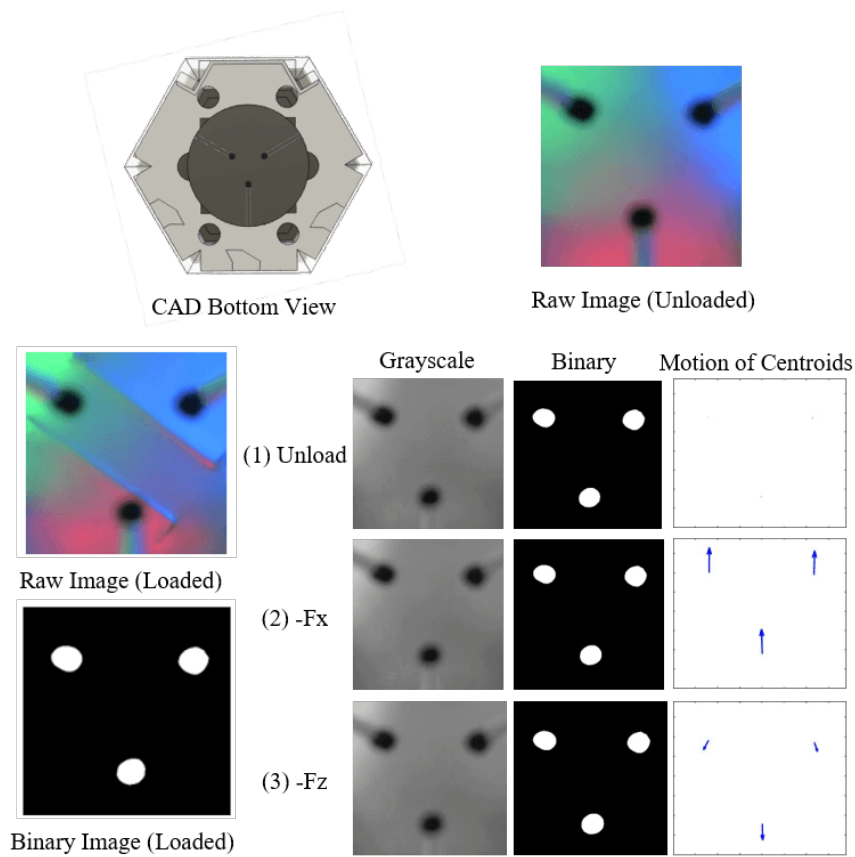 CAD Bottom View
Raw Image (Unloaded)
Grayscale
Binary
Motion of Centroids
(1) Unload
Raw Image (Loaded)
(2) -Fx
(3) -Fz
Binary Image (Loaded)